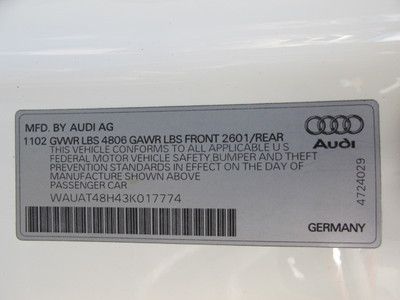 MFD. BY AUDI AG
1102 GVWR LBS 4806 GAWR LBS FRONT 2601/REAR
THIS VEHICLE CONFORMS TO ALL APPLICABLE U S
FEDERAL MOTOR VEHICLE SAFETY, BUMPER AND THEFT
PREVENTION STANDARDS IN EFFECT ON THE DATE OF
MANUFACTURE SHOWN ABOVE.
PASSENGER CAR
WAUAT48H43K017774
Audi
4724029
GERMANY